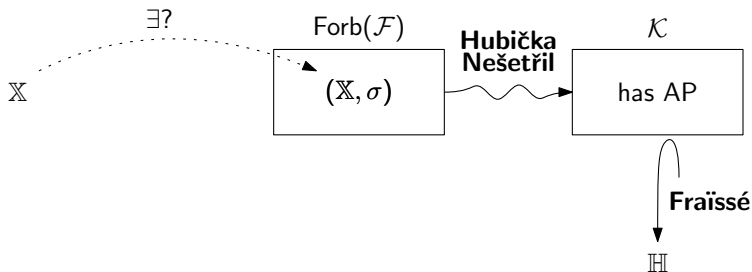 ∃?
Forb(ℱ)
Hubička
Nešetřil
𝒦
𝕏
(𝕏, σ)
has AP
Fraïssé
ℍ